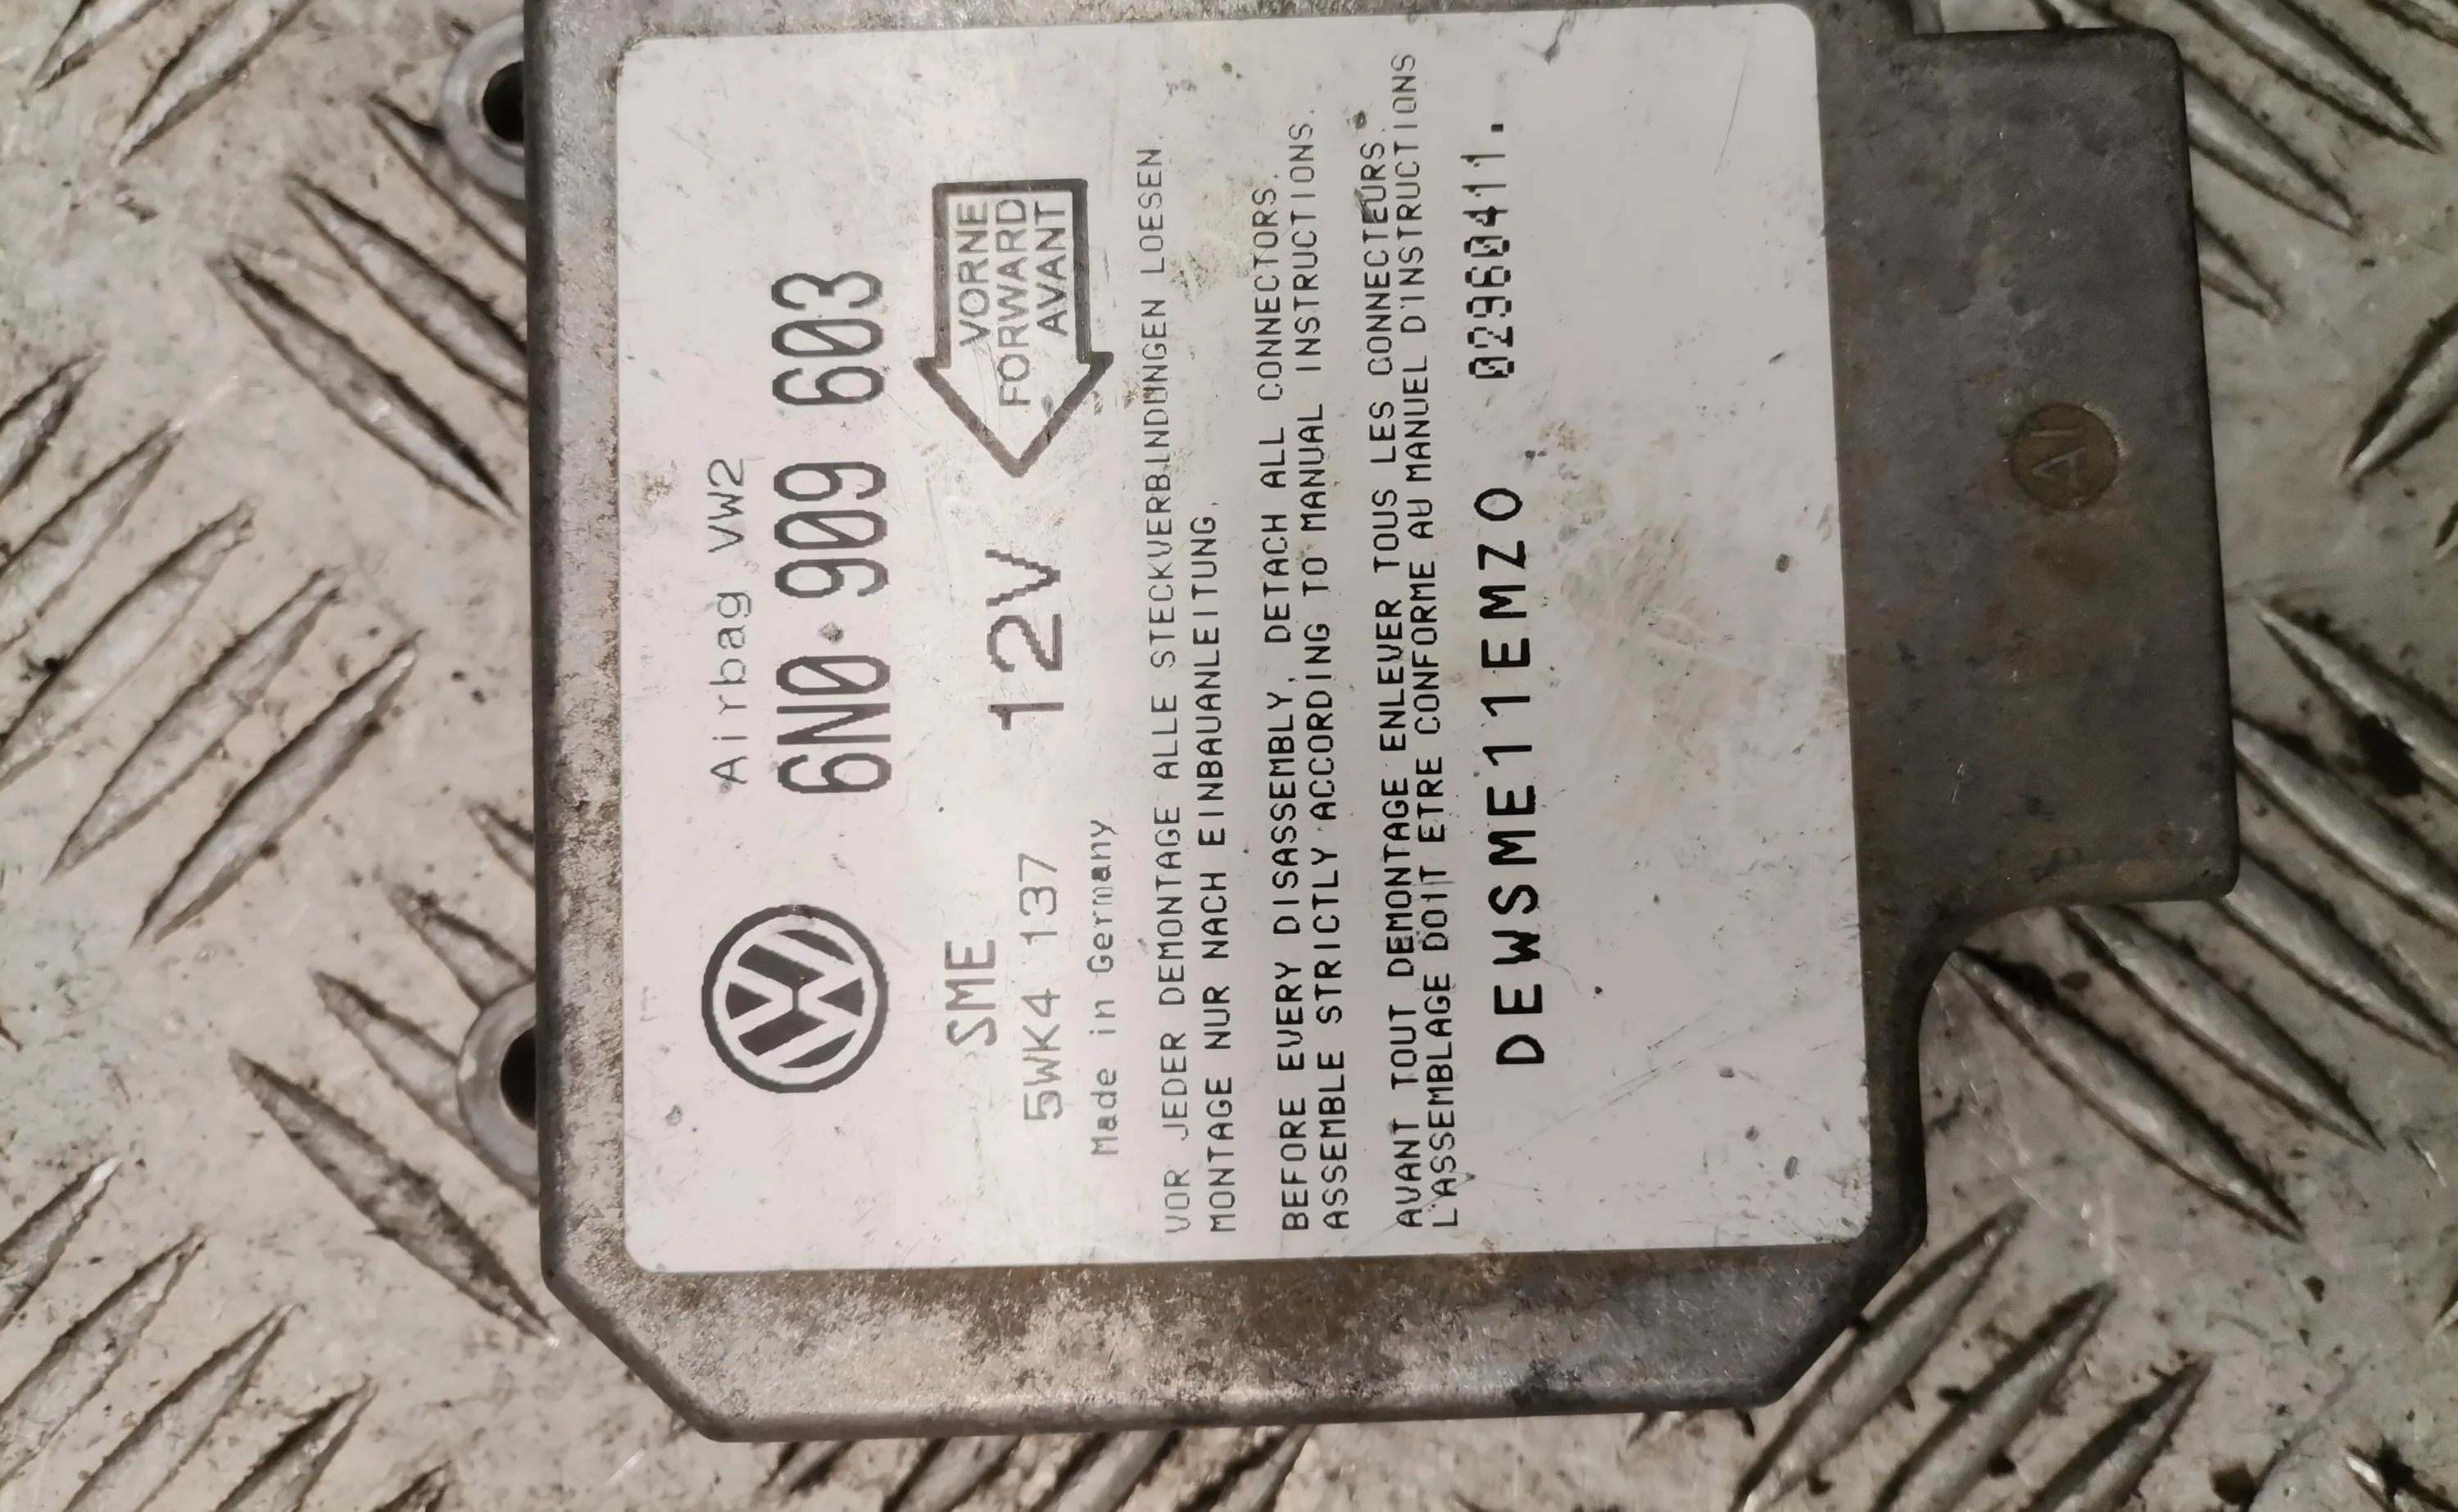 Airbag VW2
6N0 909 603
SME
5WK4 137
12V
VORNE
FORWARD
AVANT
Made in Germany
VOR JEDER DEMONTAGE ALLE STECKVERBINDUNGEN LOESEN.
MONTAGE NUR NACH EINBAUANLEITUNG.
BEFORE EVERY DISASSEMBLY, DETACH ALL CONNECTORS.
ASSEMBLE STRICTLY ACCORDING TO MANUAL INSTRUCTIONS.
AVANT TOUT DEMONTAGE ENLEVER TOUS LES CONNECTEURS.
L'ASSEMBLAGE DOIT ETRE CONFORME AU MANUEL D'INSTRUCTIONS
DEWSME111EMZO 02960411.
AI